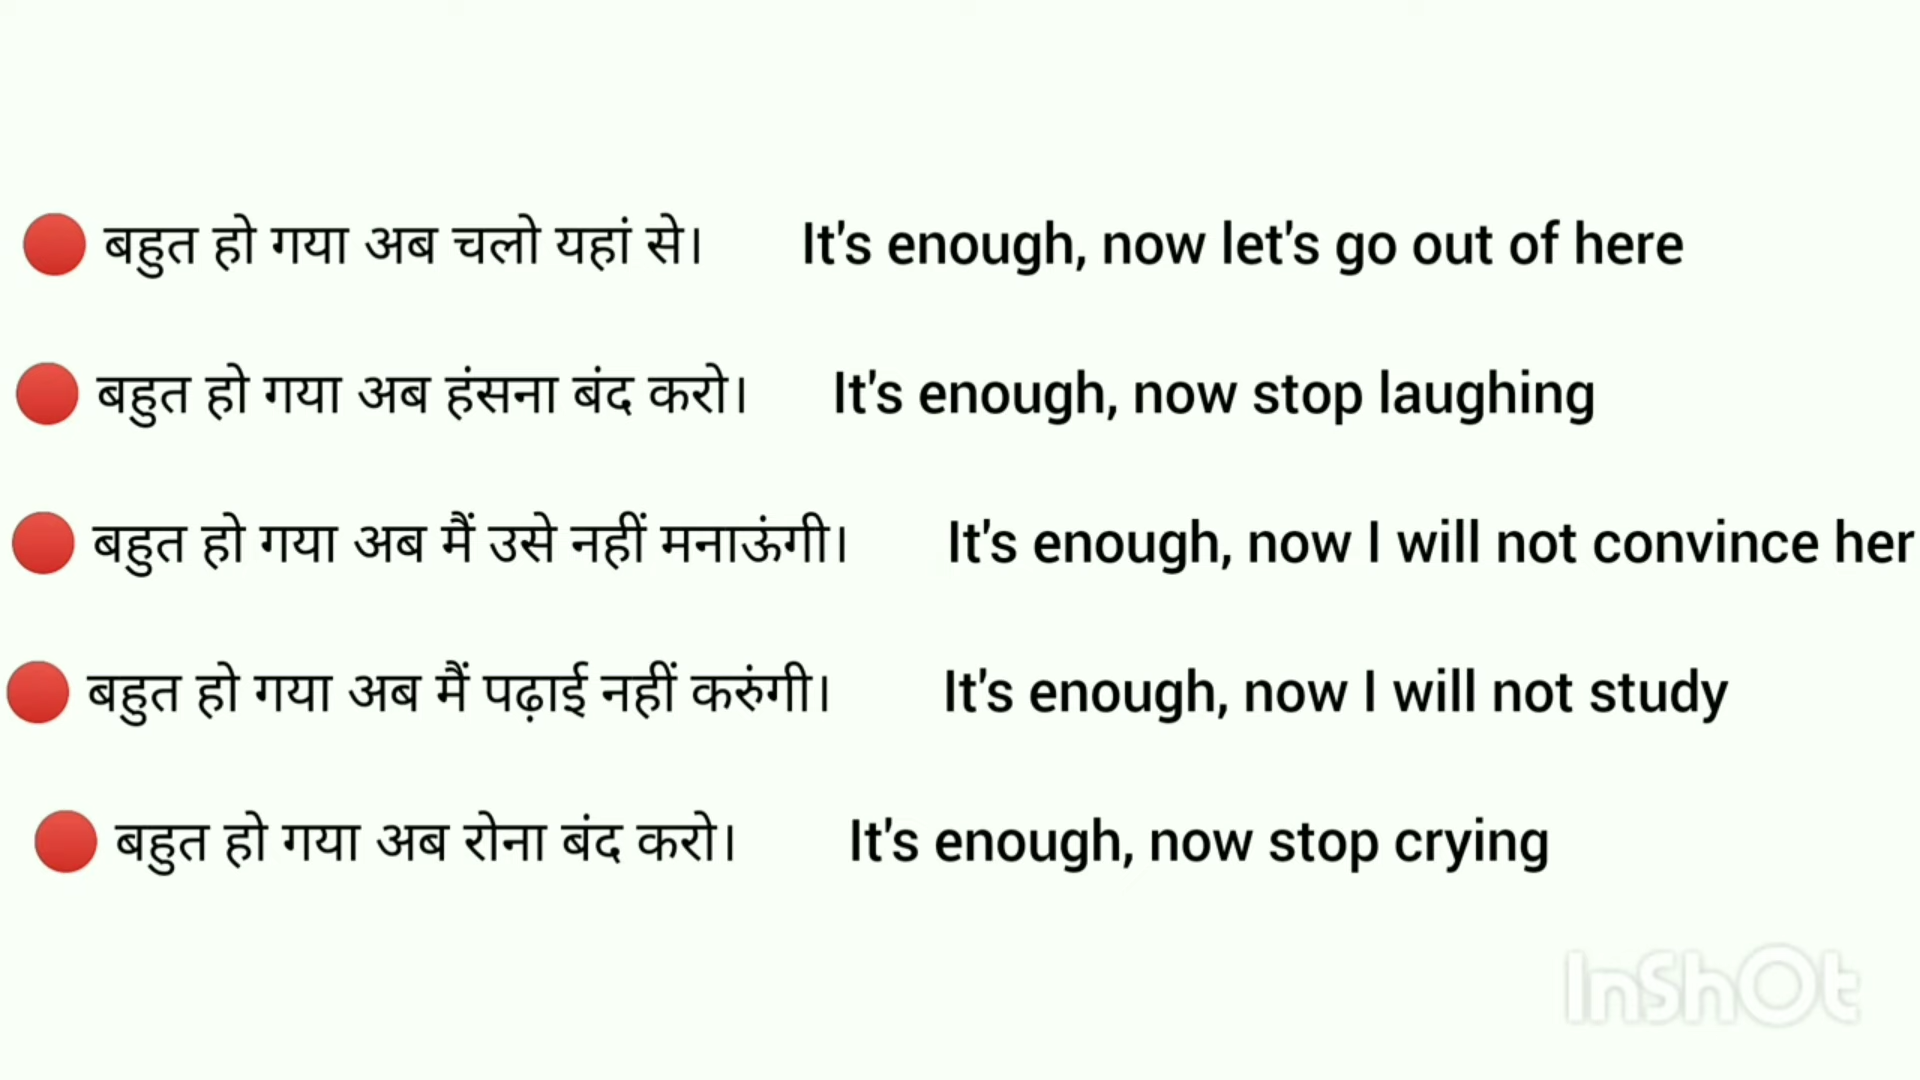 🔴 बहुत हो गया अब चलो यहां से। It's enough, now let's go out of here
🔴 बहुत हो गया अब हंसना बंद करो। It's enough, now stop laughing
🔴 बहुत हो गया अब मैं उसे नहीं मनाऊंगी। It's enough, now I will not convince her
🔴 बहुत हो गया अब मैं पढ़ाई नहीं करुंगी। It's enough, now I will not study
🔴 बहुत हो गया अब रोना बंद करो। It's enough, now stop crying
InShOt